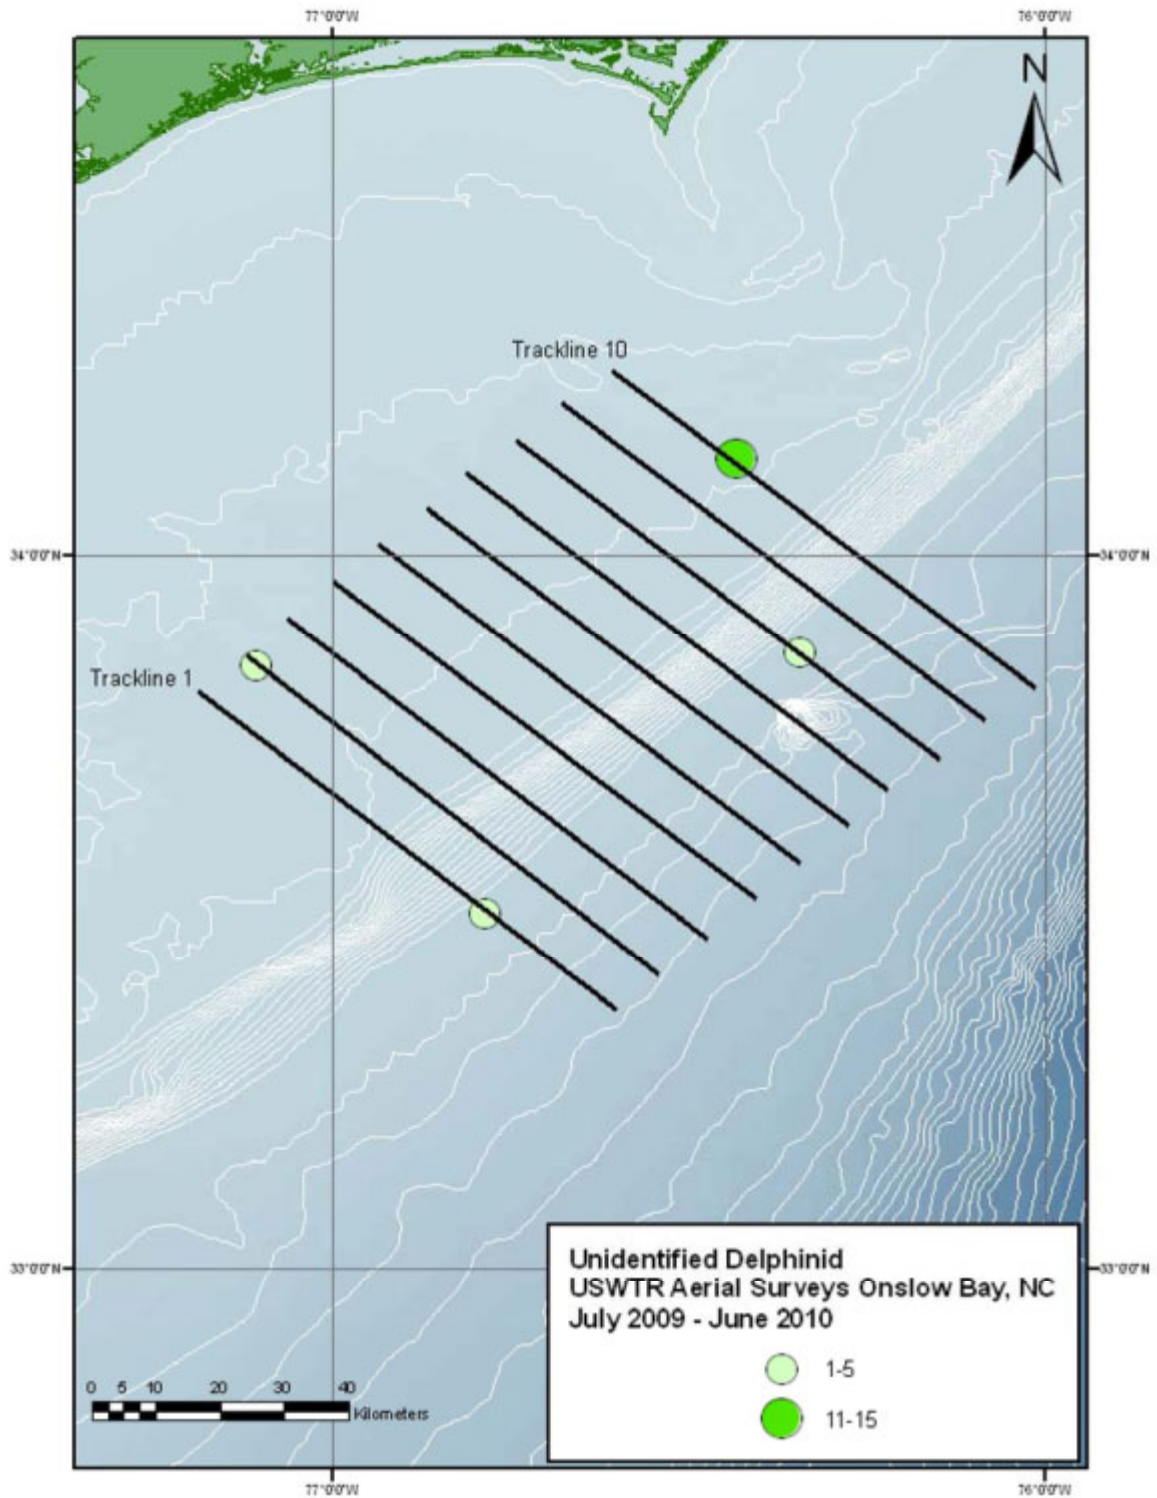 77°0'0"W 76°0'0"W
N
Trackline 10
34°0'0"N 34°0'0"N
Trackline 1
33°0'0"N 33°0'0"N
Unidentified Delphinid
USWTR Aerial Surveys Onslow Bay, NC
July 2009 - June 2010
1-5
11-15
0 5 10 20 30 40
Kilometers
77°0'0"W 76°0'0"W